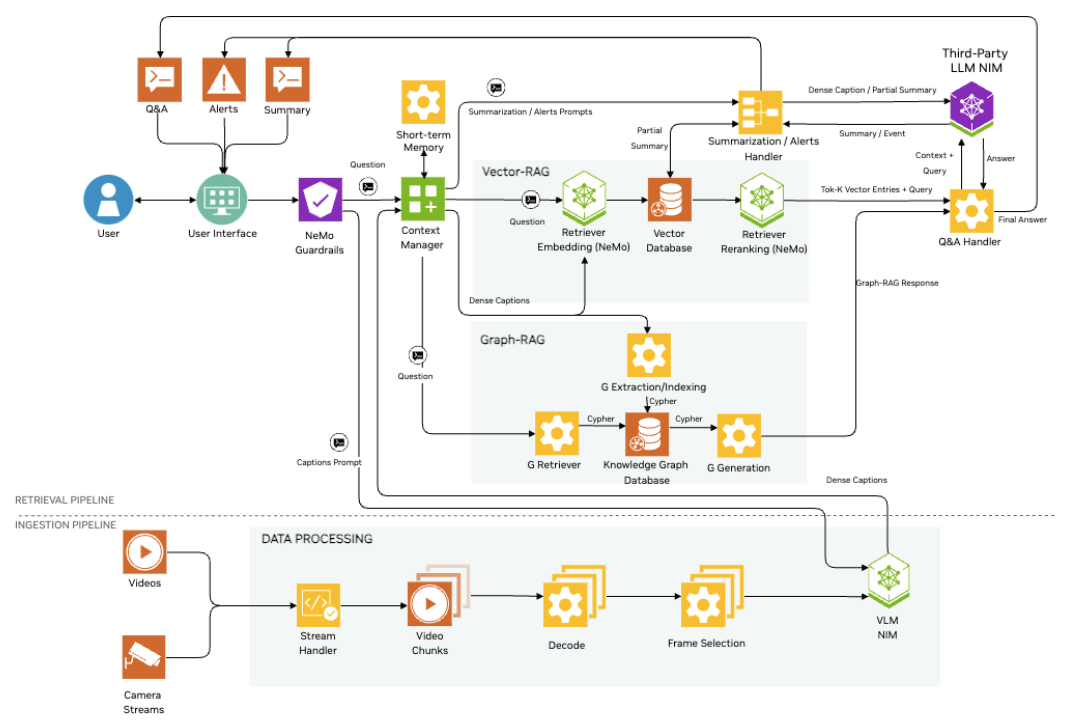 Third-Party
LLM NIM
Q&A
Alerts
Summary
Dense Caption / Partial Summary
Summarization / Alerts Prompts
Short-term
Memory
Partial
Summary
Summarization / Alerts
Handler
Summary / Event
Context +
Query
Answer
Question
Vector-RAG
Tok-K Vector Entries + Query
Question
User
User Interface
NeMo
Guardrails
Context
Manager
Retriever
Embedding (NeMo)
Vector
Database
Retriever
Reranking (NeMo)
Final Answer
Q&A Handler
Graph-RAG Response
Dense Captions
Graph-RAG
Question
G Extraction/Indexing
Cypher
Cypher
Cypher
Captions Prompt
G Retriever
Knowledge Graph
Database
G Generation
Dense Captions
RETRIEVAL PIPELINE
INGESTION PIPELINE
DATA PROCESSING
Videos
Stream
Handler
Video
Chunks
Decode
Frame Selection
VLM
NIM
Camera
Streams